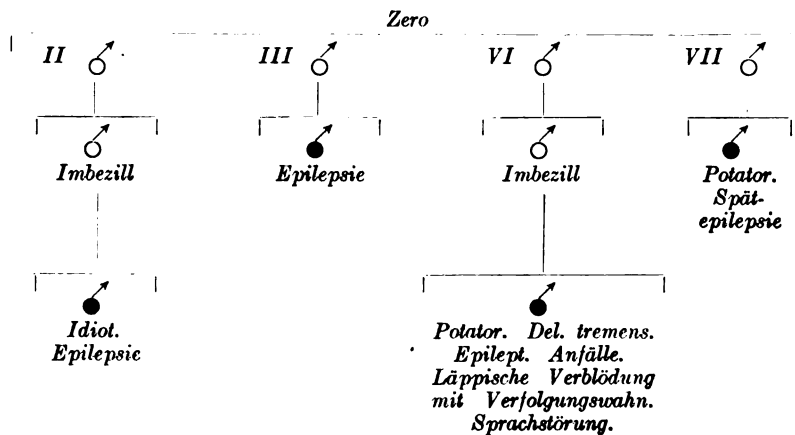 Zero
II III VI VII
Imbezill Epilepsie Imbezill Potator.
Spät-
epilepsie
Idiot.
Epilepsie
Potator. Del. tremens.
Epilept. Anfälle.
Läppische Verblödung
mit Verfolgungswahn.
Sprachstörung.